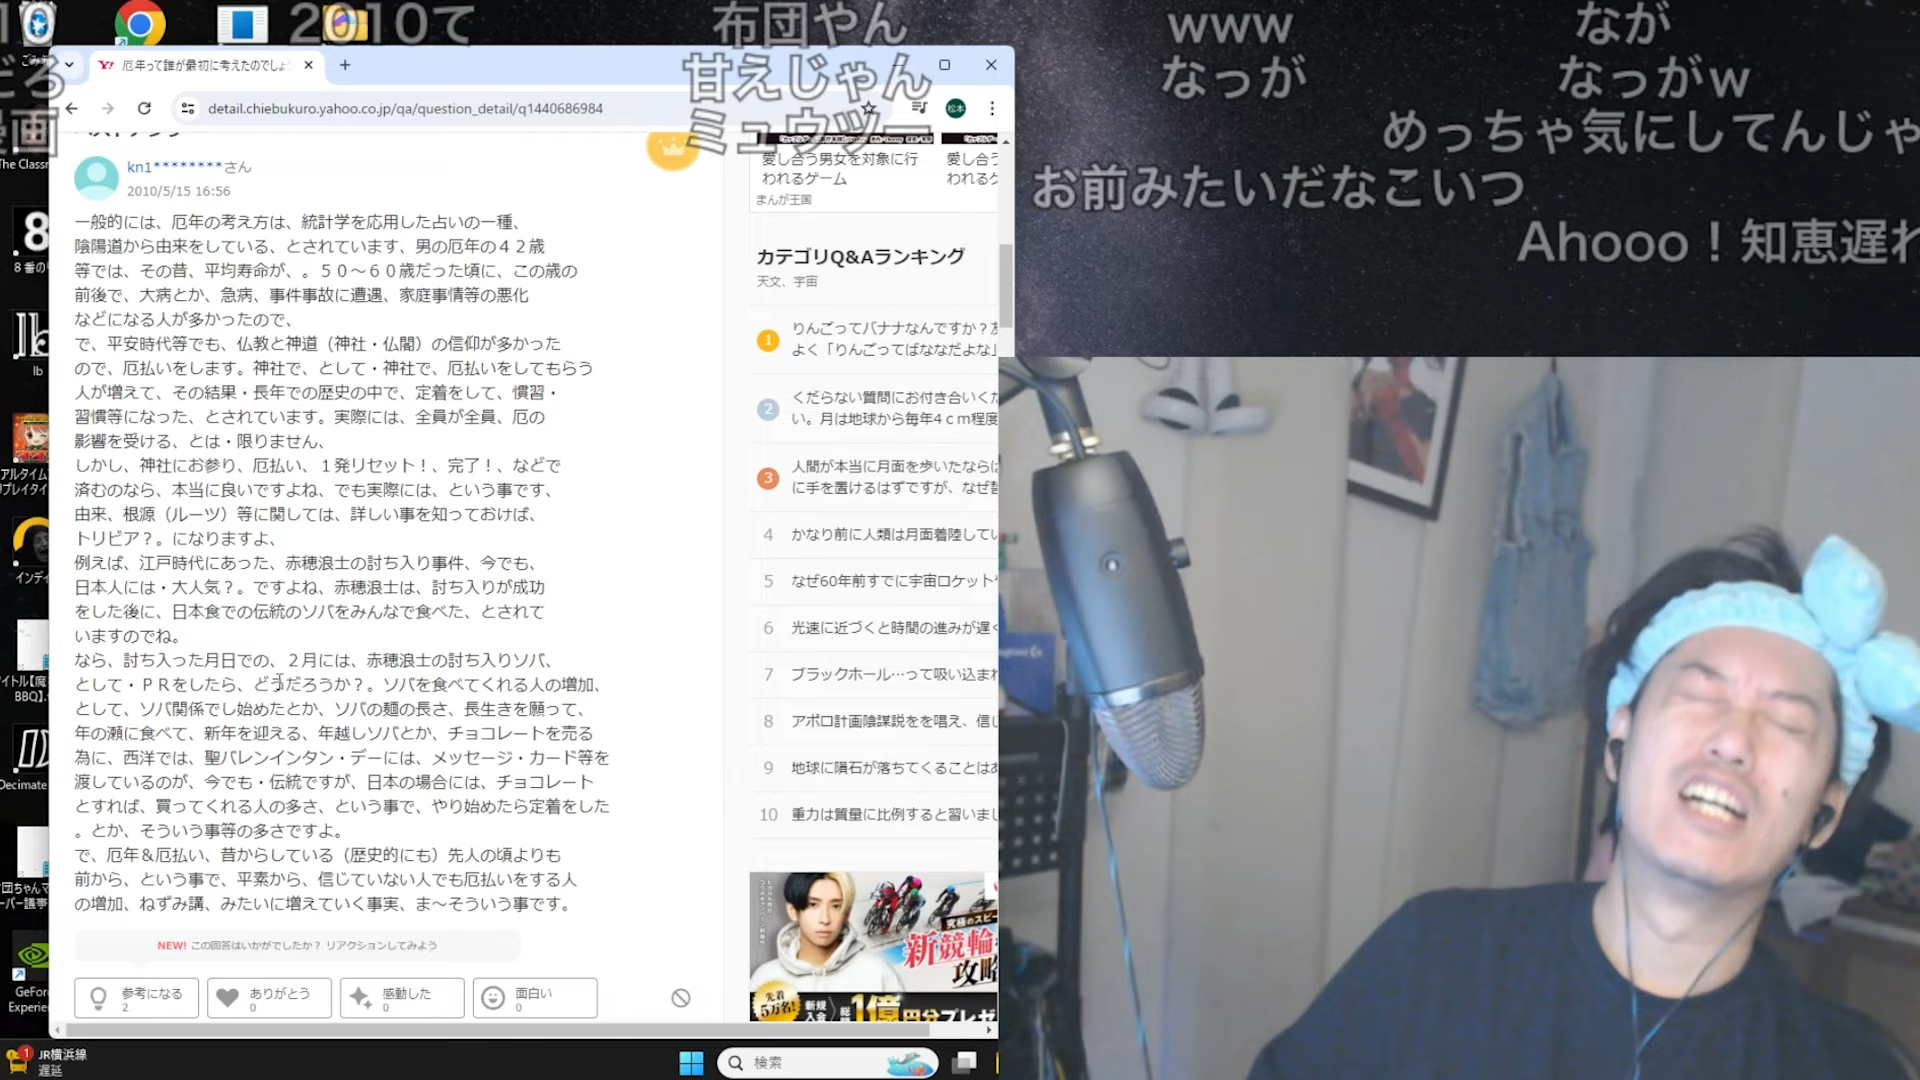 2010て
布団やん
www
なが
甘えじゃん
なっが
なっがｗ
ミュウツー
めっちゃ気にしてんじゃ
お前みたいだなこいつ
Ahooo！知恵遅れ
漫画
The Classr
lb
GeFor
Experien
厄年って誰が最初に考えたのでしょ
detail.chiebukuro.yahoo.co.jp/qa/question_detail/q1440686984
松本
kn1********さん
2010/5/15 16:56
一般的には、厄年の考え方は、統計学を応用した占いの一種、
陰陽道から由来をしている、とされています、男の厄年の４２歳
等では、その昔、平均寿命が、。５０～６０歳だった頃に、この歳の
前後で、大病とか、急病、事件事故に遭遇、家庭事情等の悪化
などになる人が多かったので、
で、平安時代等でも、仏教と神道（神社・仏閣）の信仰が多かった
ので、厄払いをします。神社で、として・神社で、厄払いをしてもらう
人が増えて、その結果・長年での歴史の中で、定着をして、慣習・
習慣等になった、とされています。実際には、全員が全員、厄の
影響を受ける、とは・限りません、
しかし、神社にお参り、厄払い、１発リセット！、完了！、などで
済むのなら、本当に良いですよね、でも実際には、という事です、
由来、根源（ルーツ）等に関しては、詳しい事を知っておけば、
トリビア？。になりますよ、
例えば、江戸時代にあった、赤穂浪士の討ち入り事件、今でも、
日本人には・大人気？。ですよね、赤穂浪士は、討ち入りが成功
をした後に、日本食での伝統のソバをみんなで食べた、とされて
いますのでね。
なら、討ち入った月日での、２月には、赤穂浪士の討ち入りソバ、
として・ＰＲをしたら、どうだろうか？。ソバを食べてくれる人の増加、
として、ソバ関係でし始めたとか、ソバの麺の長さ、長生きを願って、
年の瀬に食べて、新年を迎える、年越しソバとか、チョコレートを売る
為に、西洋では、聖バレンインタン・デーには、メッセージ・カード等を
渡しているのが、今でも・伝統ですが、日本の場合には、チョコレート
とすれば、買ってくれる人の多さ、という事で、やり始めたら定着をした
。とか、そういう事等の多さですよ。
で、厄年＆厄払い、昔からしている（歴史的にも）先人の頃よりも
前から、という事で、平素から、信じていない人でも厄払いをする人
の増加、ねずみ講、みたいに増えていく事実、ま～そういう事です。
NEW! この回答はいかがでしたか？ リアクションしてみよう
参考になる
2
ありがとう
0
感動した
0
面白い
0
愛し合う男女を対象に行
われるゲーム
まんが王国
愛し合う
われるゲ
カテゴリQ&Aランキング
天文、宇宙
1 りんごってバナナなんですか？友
よく「りんごってばななだよな」
2 くだらない質問にお付き合いくだ
い。月は地球から毎年4ｃｍ程度
3 人間が本当に月面を歩いたならば
に手を置けるはずですが、なぜ
4 かなり前に人類は月面着陸してい
5 なぜ60年前すでに宇宙ロケットや
6 光速に近づくと時間の進みが遅く
7 ブラックホール…って吸い込まれ
8 アポロ計画陰謀説をを唱え、信じ
9 地球に隕石が落ちてくることはあ
10 重力は質量に比例すると習いまし
究極のスピー
新競輪
攻略
先着
5万名!
新規
入会
総額
1億円分プレゼ
JR横浜線
遅延
検索